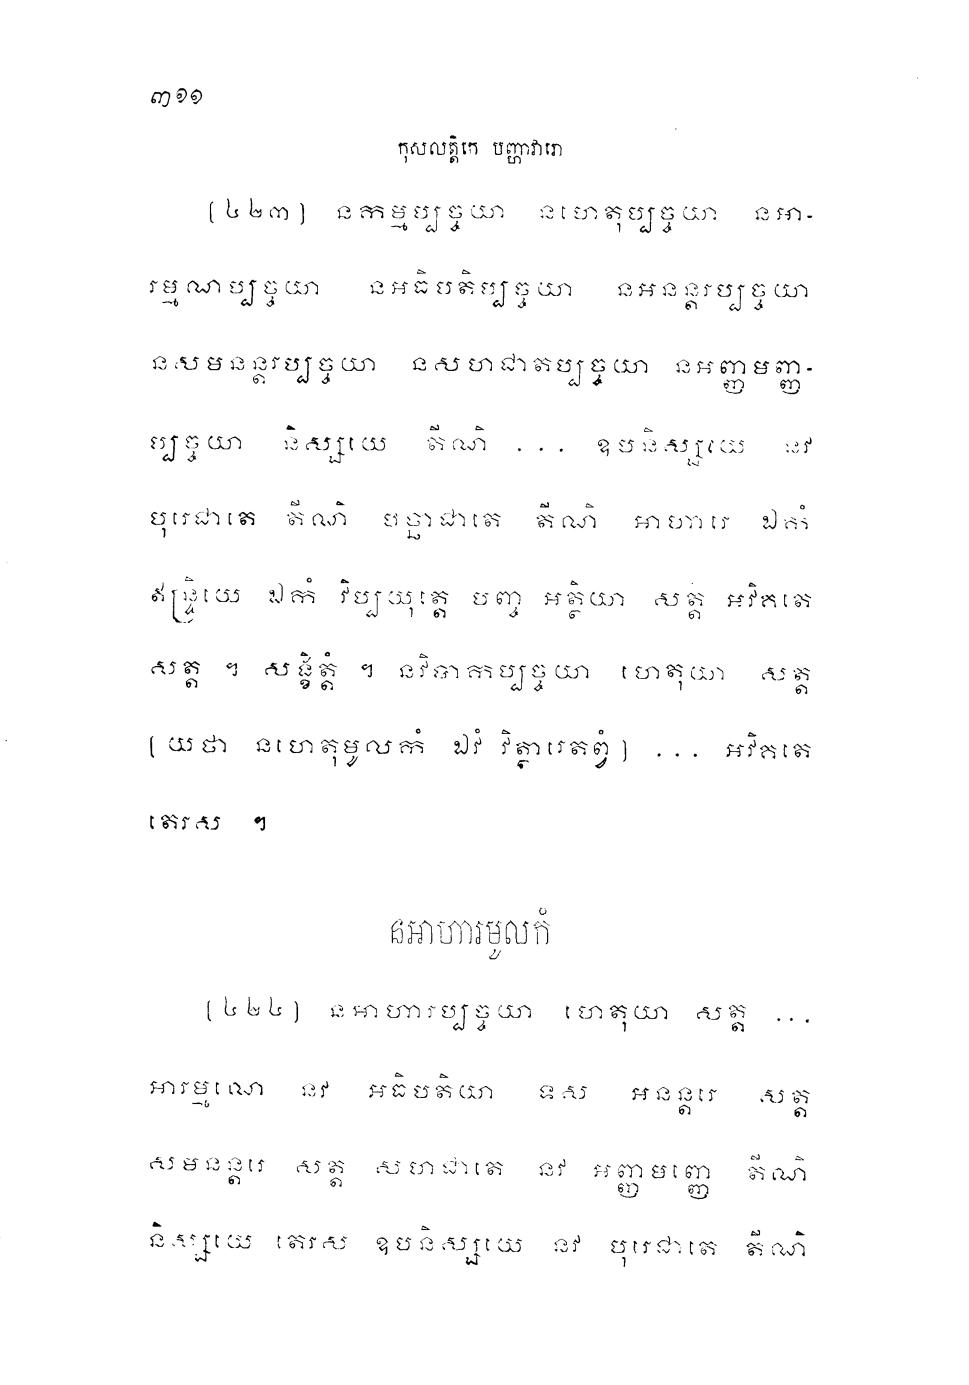 ៣១១
កុសលត្តិកេ បញ្ហាវារោ
(៤២៣) នកម្មប្បច្ចយា នហេតុប្បច្ចយា នអា-
រម្មណប្បច្ចយា នអធិបតិប្បច្ចយា នអនន្តរប្បច្ចយា
នសមនន្តរប្បច្ចយា នសហជាតប្បច្ចយា នអញ្ញមញ្ញ-
ប្បច្ចយា និស្សយេ តីណិ ... ឧបនិស្សយេ នវ
បុរេជាតេ តីណិ បច្ឆាជាតេ តីណិ អាហារេ ឯកំ
ឥន្ទ្រិយេ ឯកំ វិប្បយុត្តេ បញ្ច អត្ថិយា សត្ត អវិគតេ
សត្ត ។ សង្ខិត្តំ ។ នវិបាកប្បច្ចយា ហេតុយា សត្ត
(យថា នហេតុមូលកំ ឯវំ វិត្ថារេតព្វំ) ... អវិគតេ
តេរស ។
នអាហារមូលកំ
(៤២៤) នអាហារប្បច្ចយា ហេតុយា សត្ត ...
អារម្មណេ នវ អធិបតិយា ទស អនន្តរេ សត្ត
សមនន្តរេ សត្ត សហជាតេ នវ អញ្ញមញ្ញេ តីណិ
និស្សយេ តេរស ឧបនិស្សយេ នវ បុរេជាតេ តីណិ